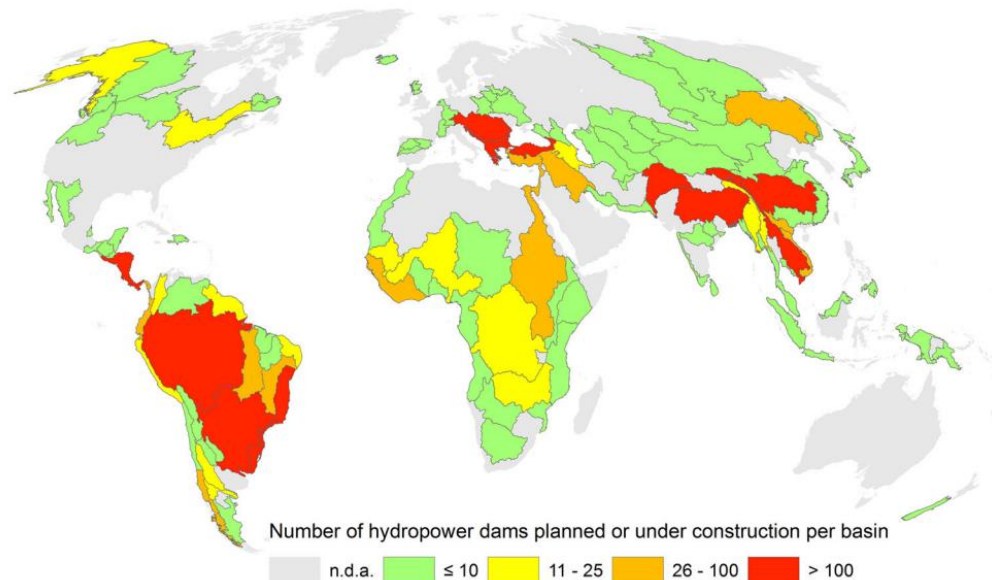 Number of hydropower dams planned or under construction per basin
n.d.a. ≤ 10 11 - 25 26 - 100 > 100